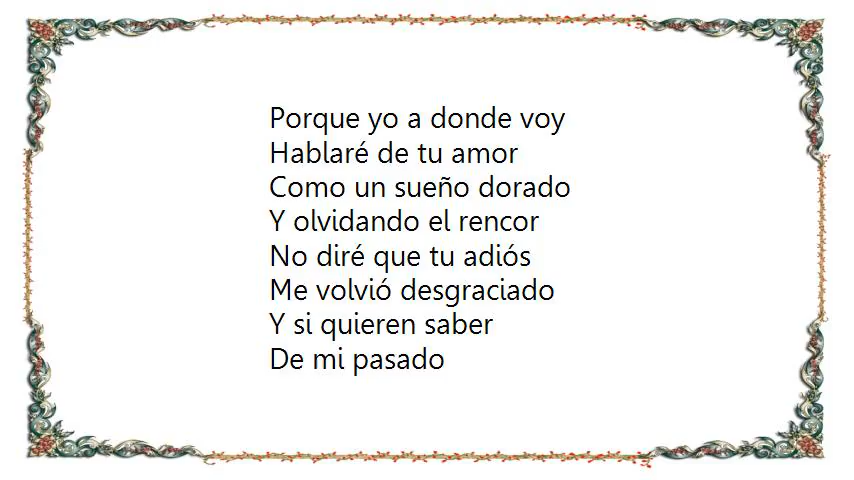 Porque yo a donde voy
Hablaré de tu amor
Como un sueño dorado
Y olvidando el rencor
No diré que tu adiós
Me volvió desgraciado
Y si quieren saber
De mi pasado